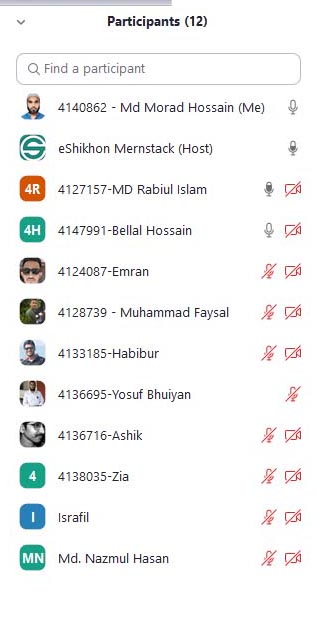 Participants (12)
Find a participant
4140862 - Md Morad Hossain (Me)
eShikhon Mernstack (Host)
4R 4127157-MD Rabiul Islam
4H 4147991-Bellal Hossain
4124087-Emran
4128739 - Muhammad Faysal
4133185-Habibur
4136695-Yosuf Bhuiyan
4136716-Ashik
4 4138035-Zia
I Israfil
MN Md. Nazmul Hasan